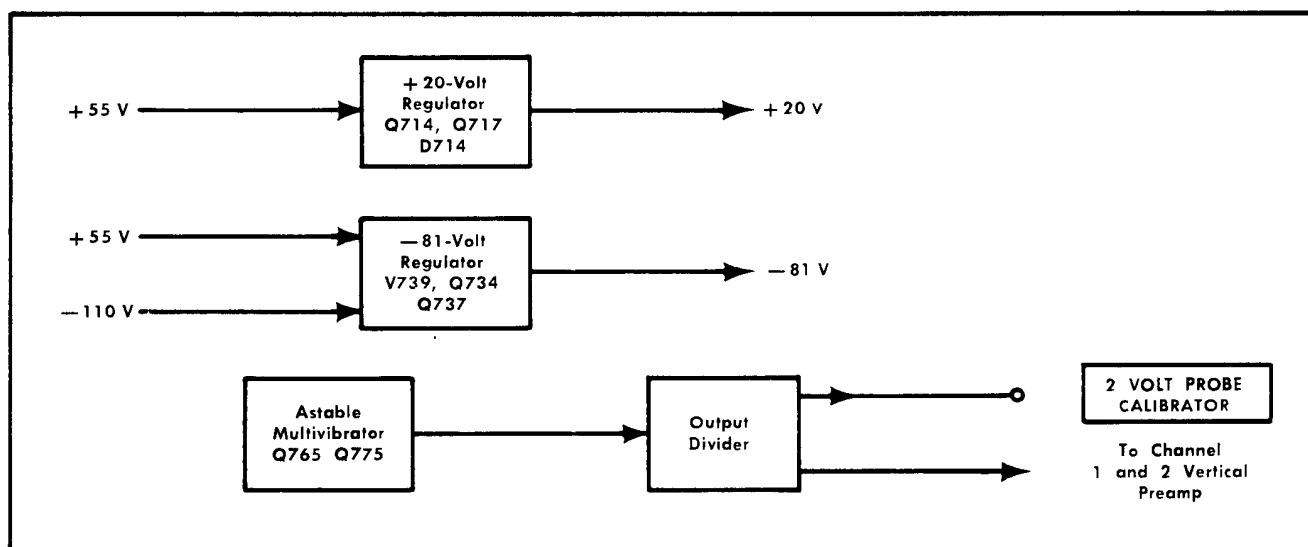 +20-Volt
Regulator
Q714, Q717
D714
+55 V
+20 V
+55 V
−81-Volt
Regulator
V739, Q734
Q737
−81 V
−110 V
Astable
Multivibrator
Q765 Q775
Output
Divider
2 VOLT PROBE
CALIBRATOR
To Channel
1 and 2 Vertical
Preamp